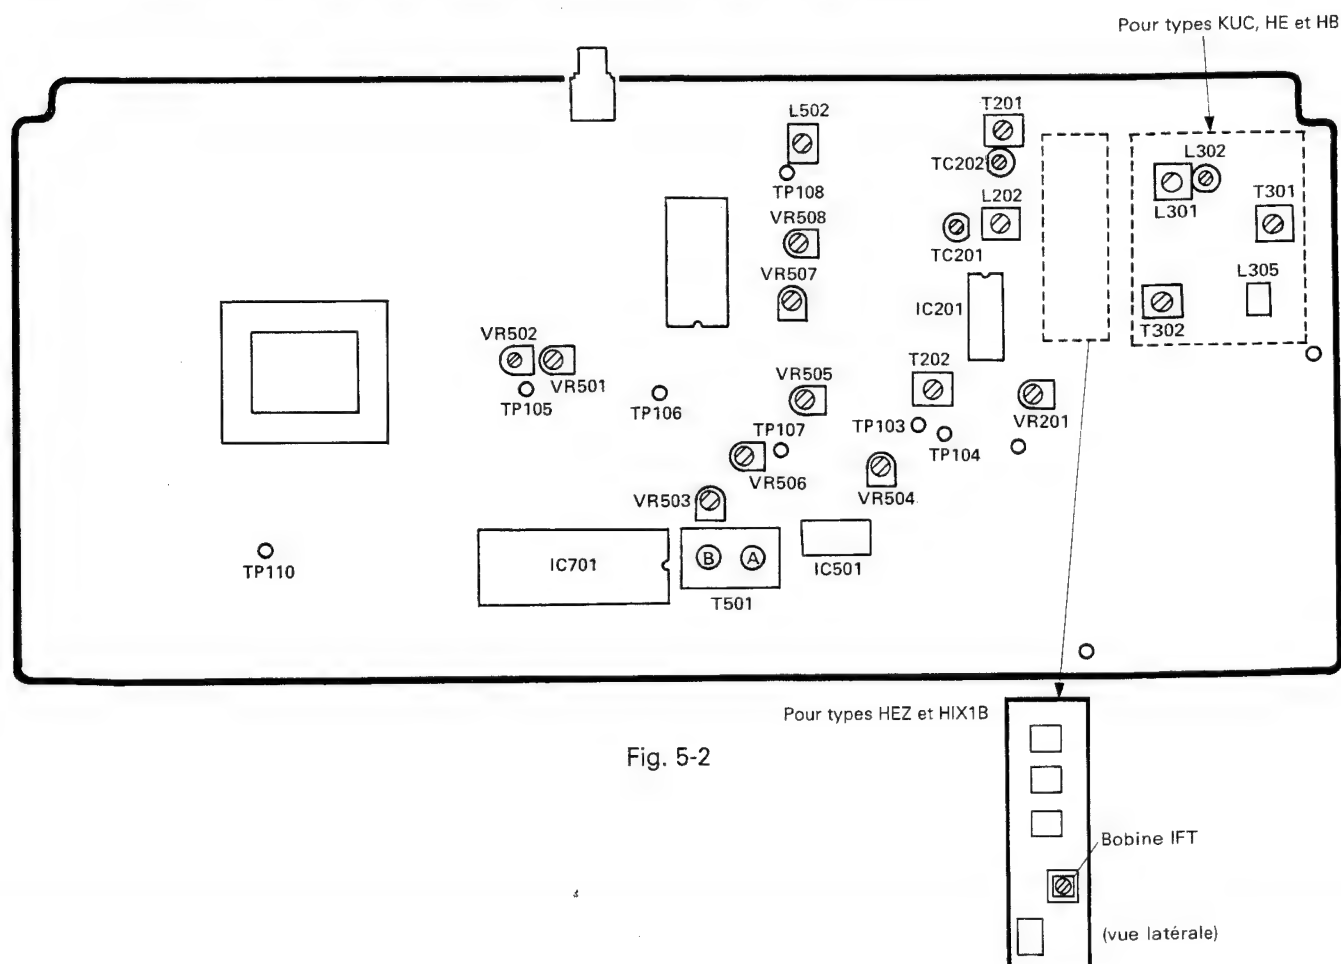 Pour types KUC, HE et HB
L502
T201
TC202
L302
TP108
L202
L301
T301
VR508
TC201
VR507
L305
IC201
T302
VR502
VR501
T202
VR505
TP105
TP106
TP107
TP103
TP104
VR201
VR506
VR504
VR503
IC701
B
A
IC501
TP110
T501
Pour types HEZ et HIX1B
Fig. 5-2
Bobine IFT
(vue latérale)